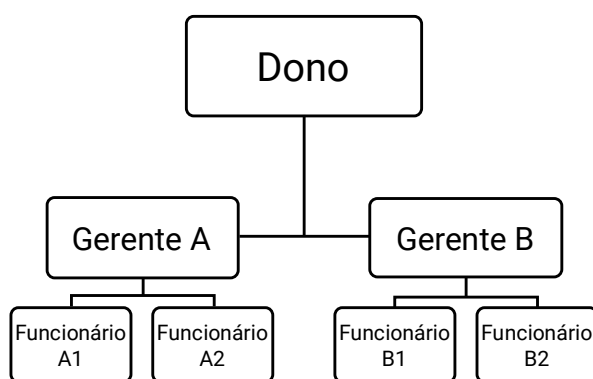 Dono
Gerente A
Gerente B
Funcionário
A1
Funcionário
A2
Funcionário
B1
Funcionário
B2